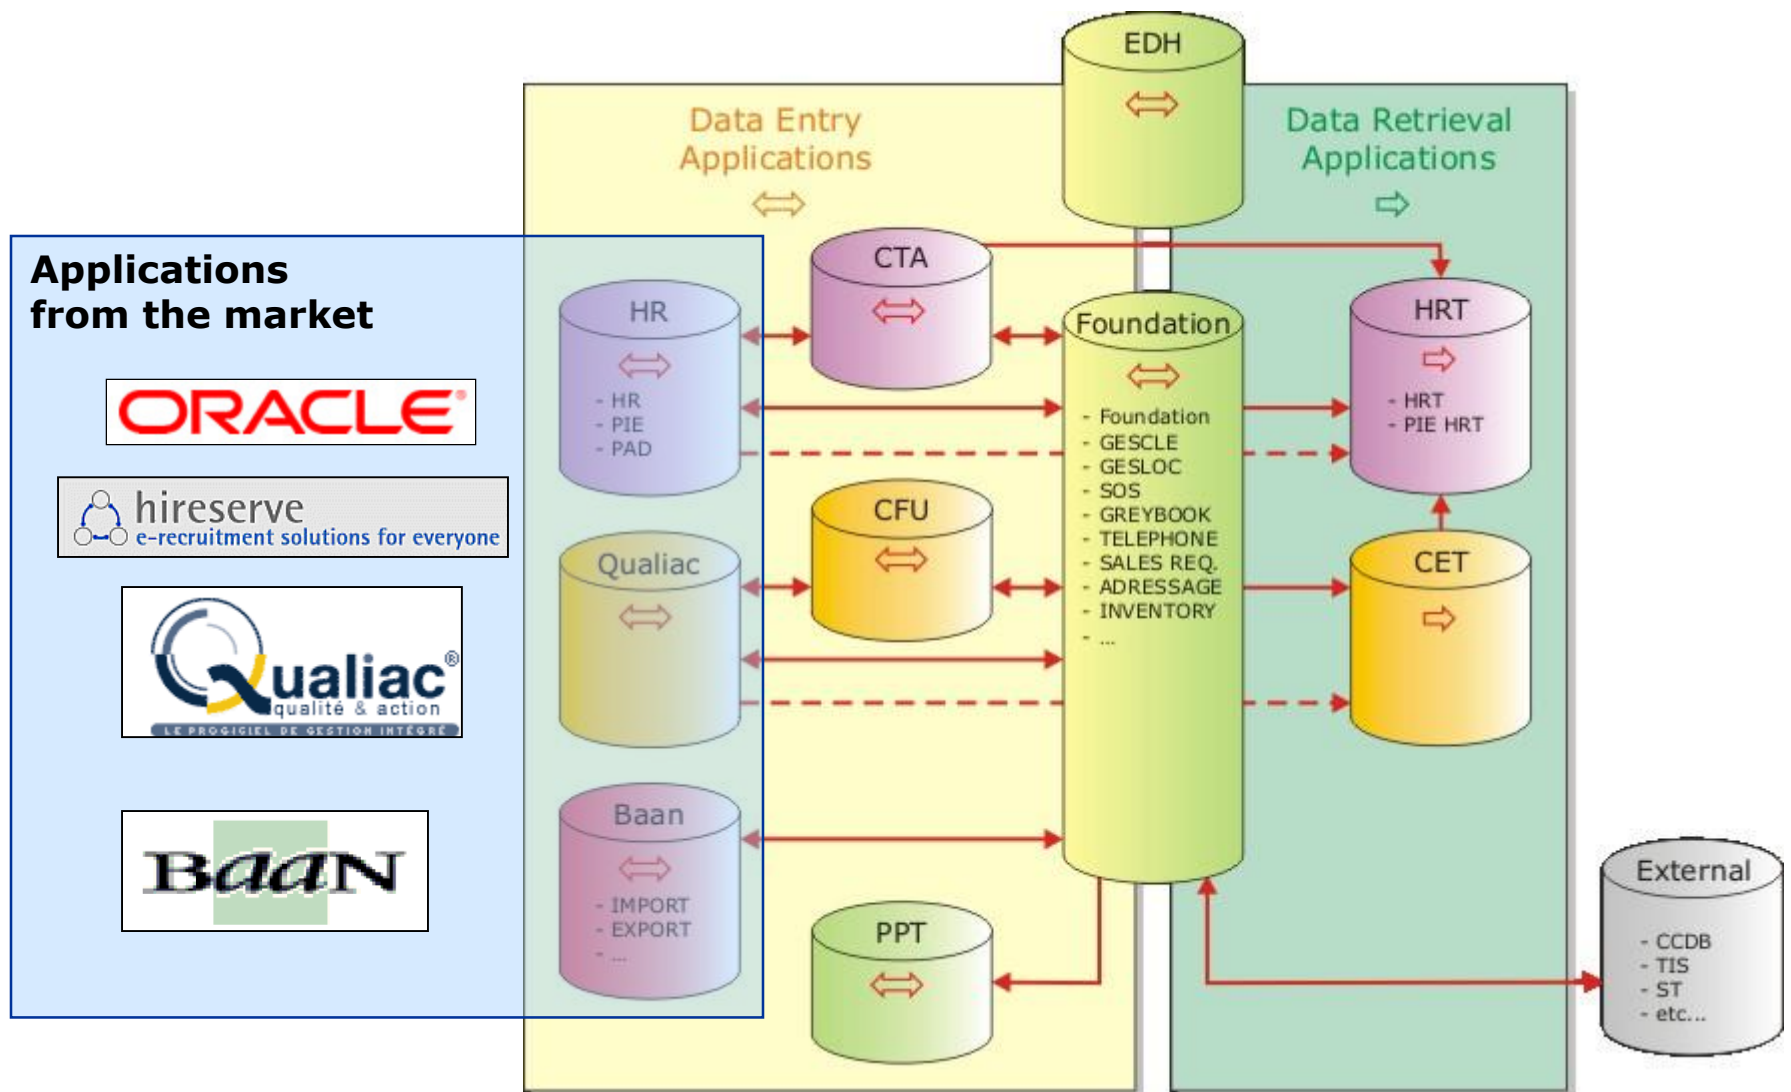 EDH
Data Entry
Applications
Data Retrieval
Applications
Applications
from the market
ORACLE®
hireserve
e-recruitment solutions for everyone
Qualiac®
qualité & action
LE PROGICIEL DE GESTION INTÉGRÉ
BaaN
HR
- HR
- PIE
- PAD
CTA
Foundation
- Foundation
- GESCLE
- GESLOC
- SOS
- GREYBOOK
- TELEPHONE
- SALES REQ.
- ADRESSAGE
- INVENTORY
- ...
HRT
- HRT
- PIE HRT
Qualiac
CFU
CET
Baan
- IMPORT
- EXPORT
- ...
PPT
External
- CCDB
- TIS
- ST
- etc...